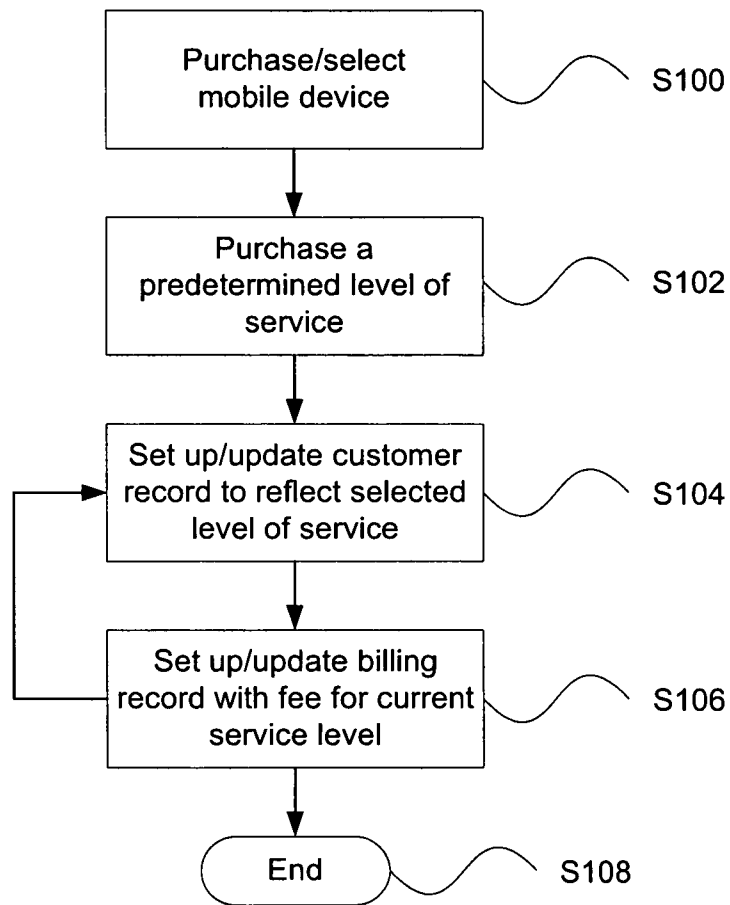 Purchase/select
mobile device
S100
Purchase a
predetermined level of
service
S102
Set up/update customer
record to reflect selected
level of service
S104
Set up/update billing
record with fee for current
service level
S106
End
S108